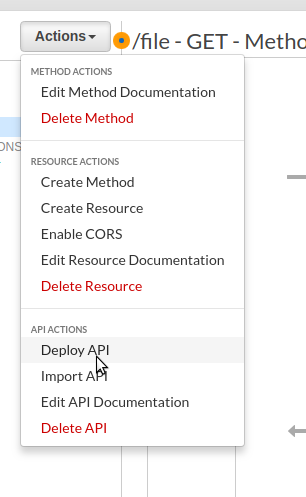 Actions
/file - GET - Metho
METHOD ACTIONS
Edit Method Documentation
Delete Method
ONS
RESOURCE ACTIONS
Create Method
Create Resource
Enable CORS
Edit Resource Documentation
Delete Resource
API ACTIONS
Deploy API
Import API
Edit API Documentation
Delete API